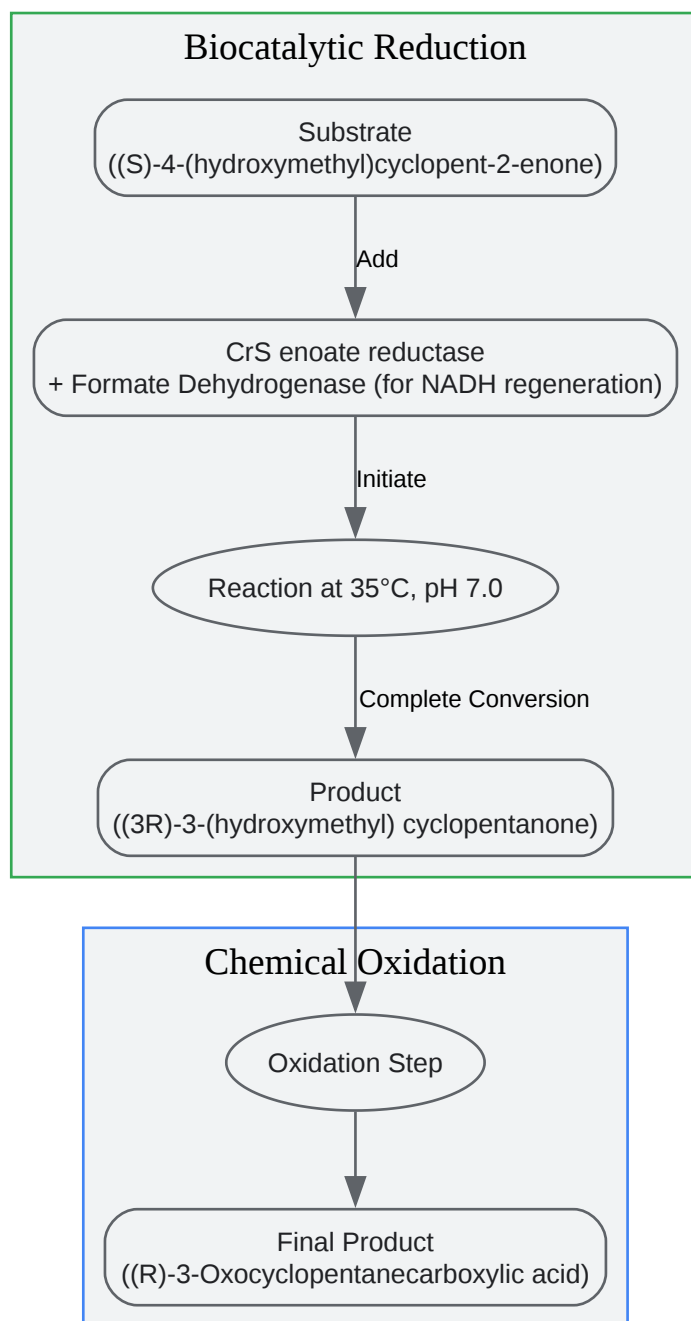 Biocatalytic Reduction
Substrate
((S)-4-(hydroxymethyl)cyclopent-2-enone)
Add
CrS enoate reductase
+ Formate Dehydrogenase (for NADH regeneration)
Initiate
Reaction at 35°C, pH 7.0
Complete Conversion
Product
((3R)-3-(hydroxymethyl) cyclopentanone)
Chemical Oxidation
Oxidation Step
Final Product
((R)-3-Oxocyclopentanecarboxylic acid)